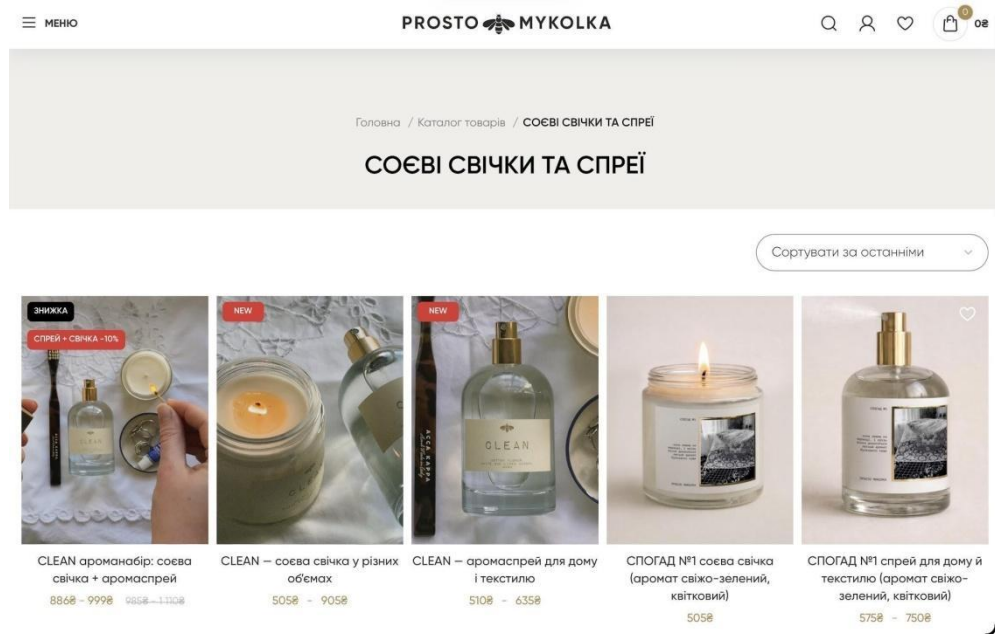 МЕНЮ
PROSTO MYKOLKA
0
0₴
Головна / Каталог товарів / СОЄВІ СВІЧКИ ТА СПРЕЇ
СОЄВІ СВІЧКИ ТА СПРЕЇ
Сортувати за останніми
ЗНИЖКА
СПРЕЙ + СВІЧКА -10%
NEW
NEW
CLEAN
CLEAN
ACCA KAPPA
CLEAN ароманабір: соєва
свічка + аромаспрей
886₴ – 999₴ 985₴ – 1 110₴
CLEAN — соєва свічка у різних
об'ємах
505₴ – 905₴
CLEAN — аромаспрей для дому
і текстилю
510₴ – 635₴
СПОГАД №1 соєва свічка
(аромат свіжо-зелений,
квітковий)
505₴
СПОГАД №1 спрей для дому й
текстилю (аромат свіжо-
зелений, квітковий)
575₴ – 750₴